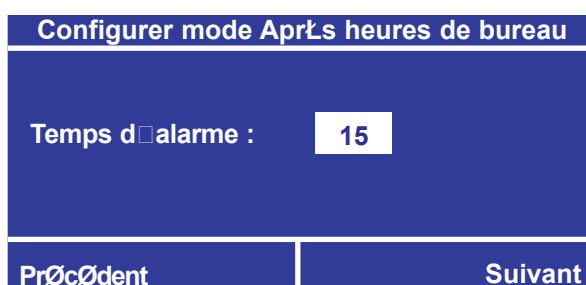 Configurer mode AprŁs heures de bureau
Temps d□alarme : 15
PrØcØdent Suivant